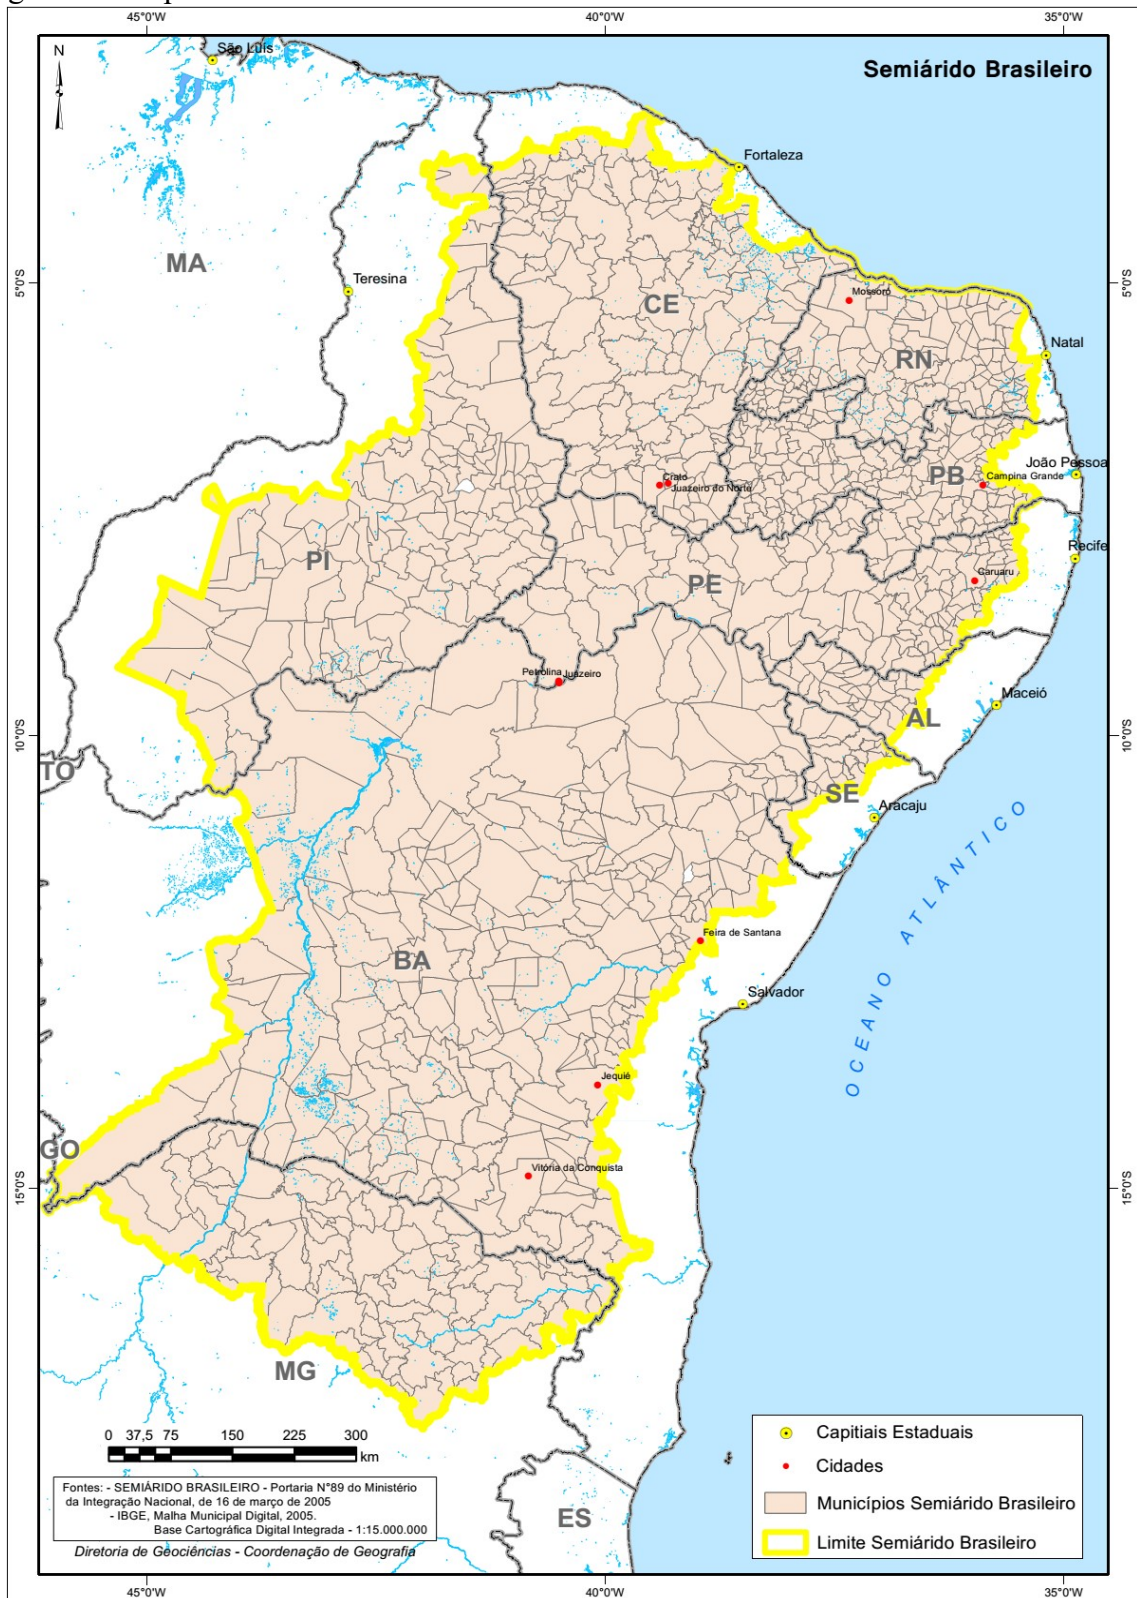 45°0'W 40°0'W 35°0'W
N
São Luís
Semiárido Brasileiro
Fortaleza
MA
Teresina
5°0'S 5°0'S
CE
Mossoró
RN
Natal
João Pessoa
PB
Campina Grande
Crato
Juazeiro do Norte
Recife
PI
PE
Caruaru
Petrolina
Juazeiro
Maceió
AL
10°0'S 10°0'S
TO
SE
Aracaju
OCEANO ATLÂNTICO
Feira de Santana
BA
Salvador
Jequié
GO
Vitória da Conquista
15°0'S 15°0'S
MG
0 37,5 75 150 225 300
km
Fontes: - SEMIÁRIDO BRASILEIRO - Portaria N°89 do Ministério
da Integração Nacional, de 16 de março de 2005
- IBGE, Malha Municipal Digital, 2005.
Base Cartográfica Digital Integrada - 1:15.000.000
Diretoria de Geociências - Coordenação de Geografia
ES
Capitiais Estaduais
Cidades
Municípios Semiárido Brasileiro
Limite Semiárido Brasileiro
45°0'W 40°0'W 35°0'W